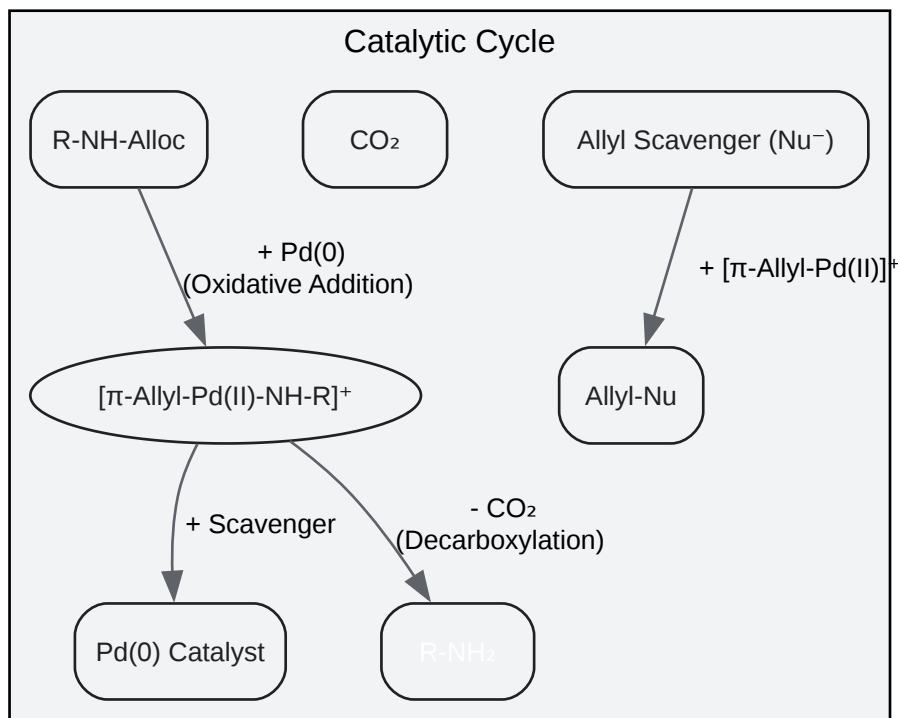 Catalytic Cycle
R-NH-Alloc
CO₂
Allyl Scavenger (Nu⁻)
+ Pd(0)
(Oxidative Addition)
+ [π-Allyl-Pd(II)]⁺
[π-Allyl-Pd(II)-NH-R]⁺
Allyl-Nu
+ Scavenger
- CO₂
(Decarboxylation)
Pd(0) Catalyst
R-NH₂